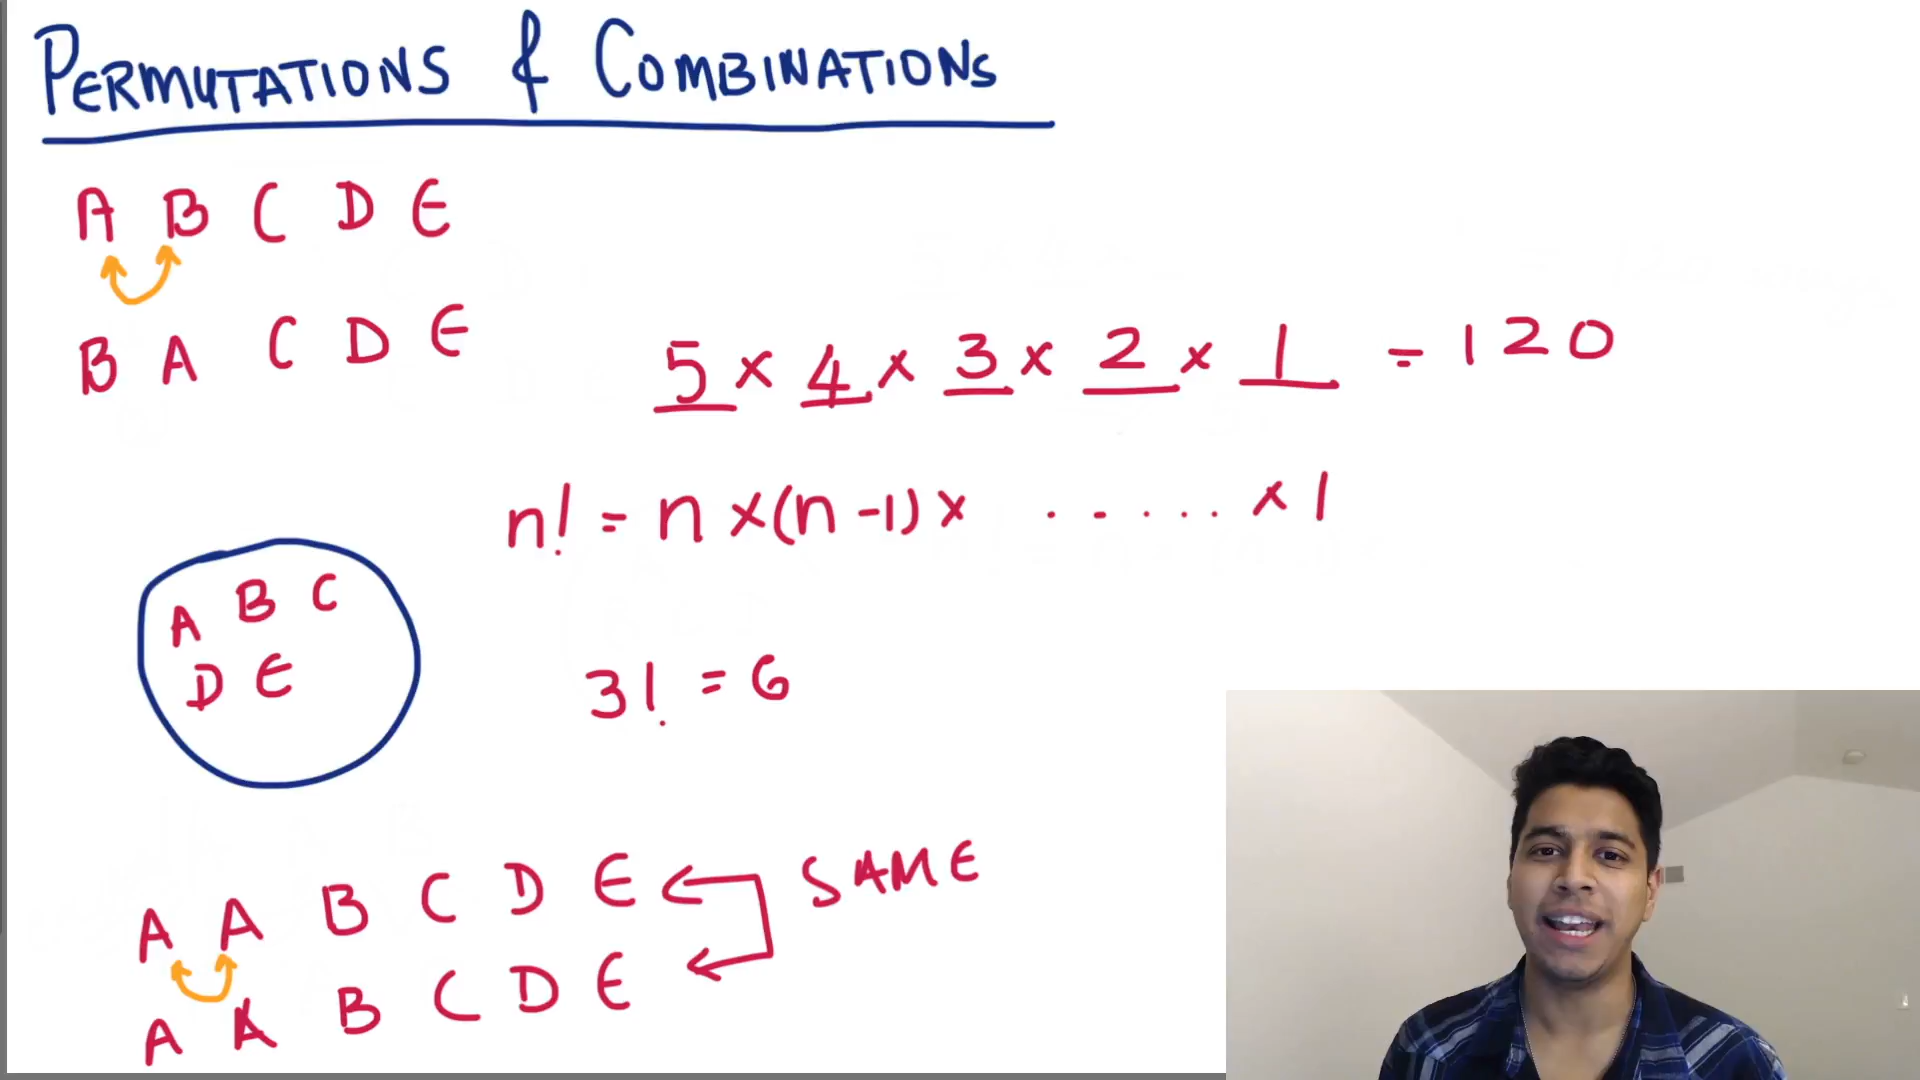 PERMUTATIONS & COMBINATIONS
A B C D E
B A C D E
5 × 4 × 3 × 2 × 1 = 120
n! = n ×(n -1) × ..... × 1
A B C
D E
3! = 6
A A B C D E SAME
A A B C D E